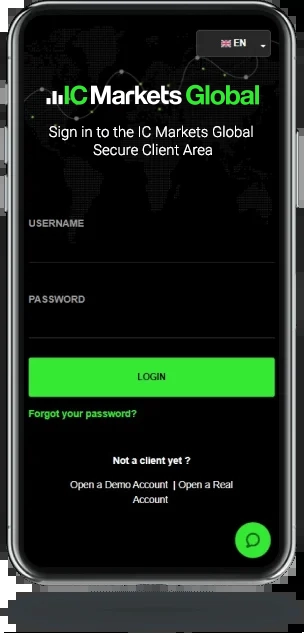 EN
IC Markets Global
Sign in to the IC Markets Global
Secure Client Area
USERNAME
PASSWORD
LOGIN
Forgot your password?
Not a client yet ?
Open a Demo Account | Open a Real
Account